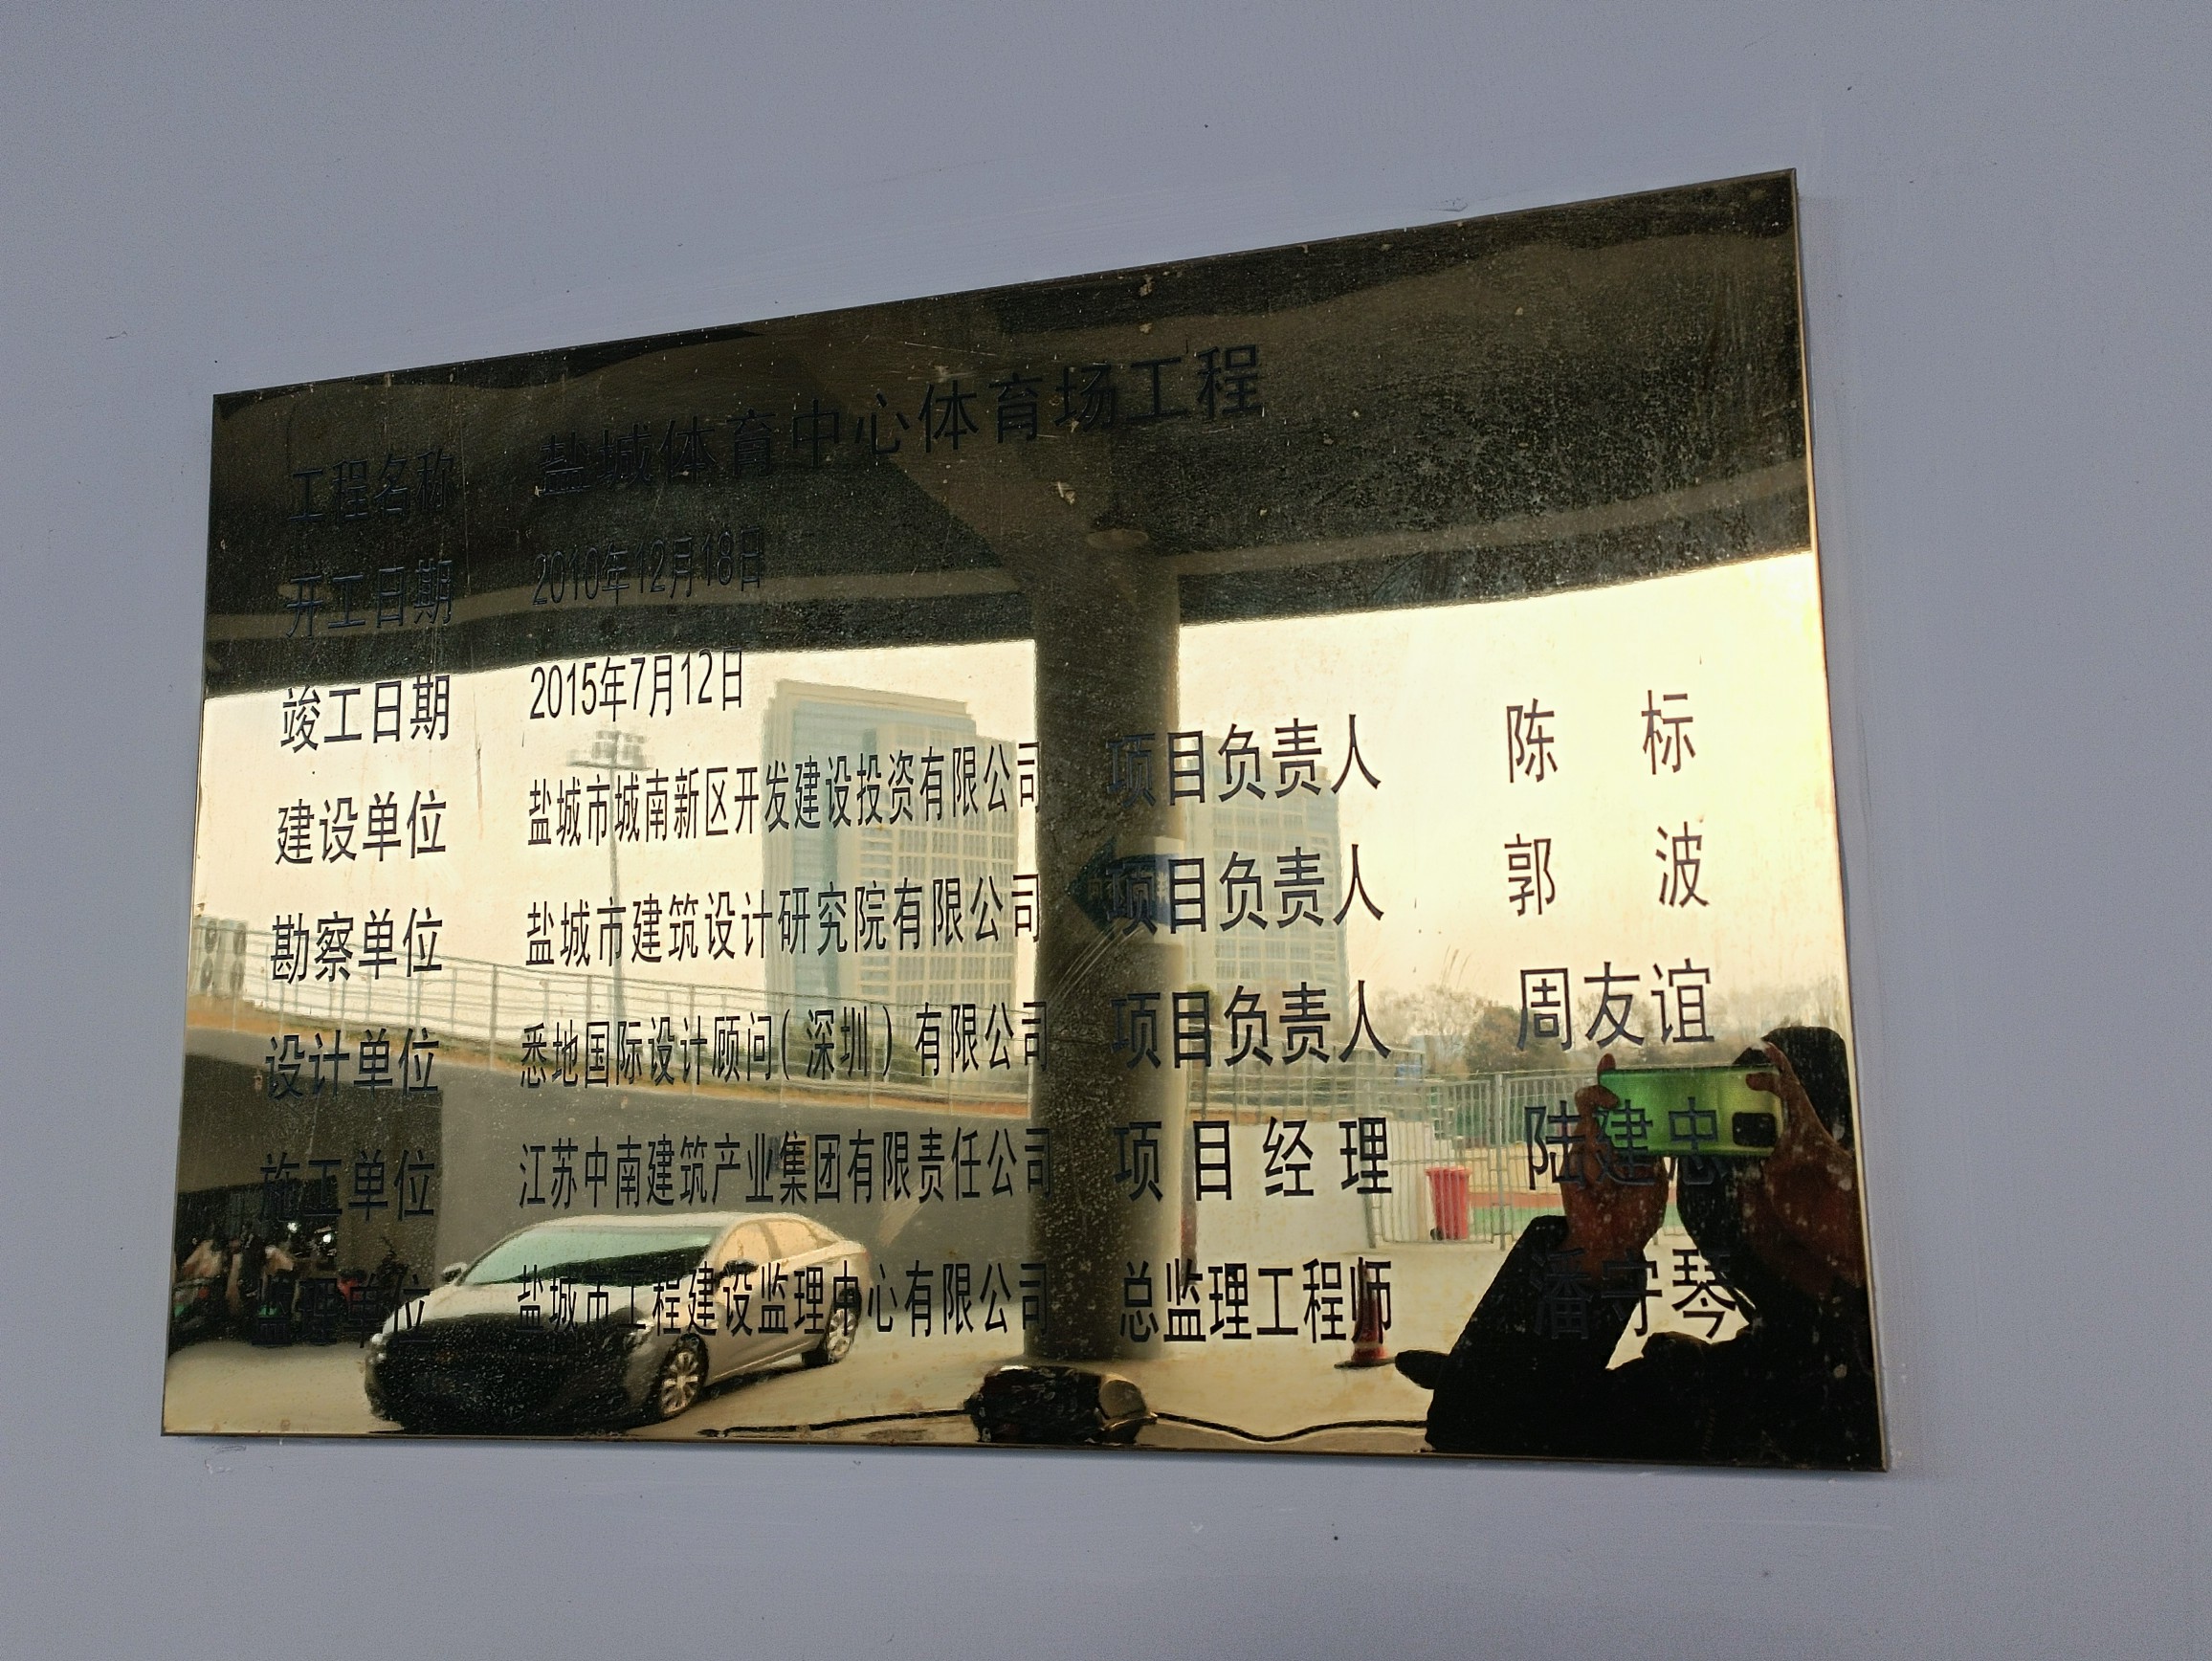 工程名称 盐城体育中心体育场工程
开工日期 2010年12月18日
竣工日期 2015年7月12日
建设单位 盐城市城南新区开发建设投资有限公司 项目负责人 陈 标
勘察单位 盐城市建筑设计研究院有限公司 项目负责人 郭 波
设计单位 悉地国际设计顾问(深圳)有限公司 项目负责人 周友谊
施工单位 江苏中南建筑产业集团有限责任公司 项目经理 陆建忠
监理单位 盐城市工程建设监理中心有限公司 总监理工程师 潘守琴